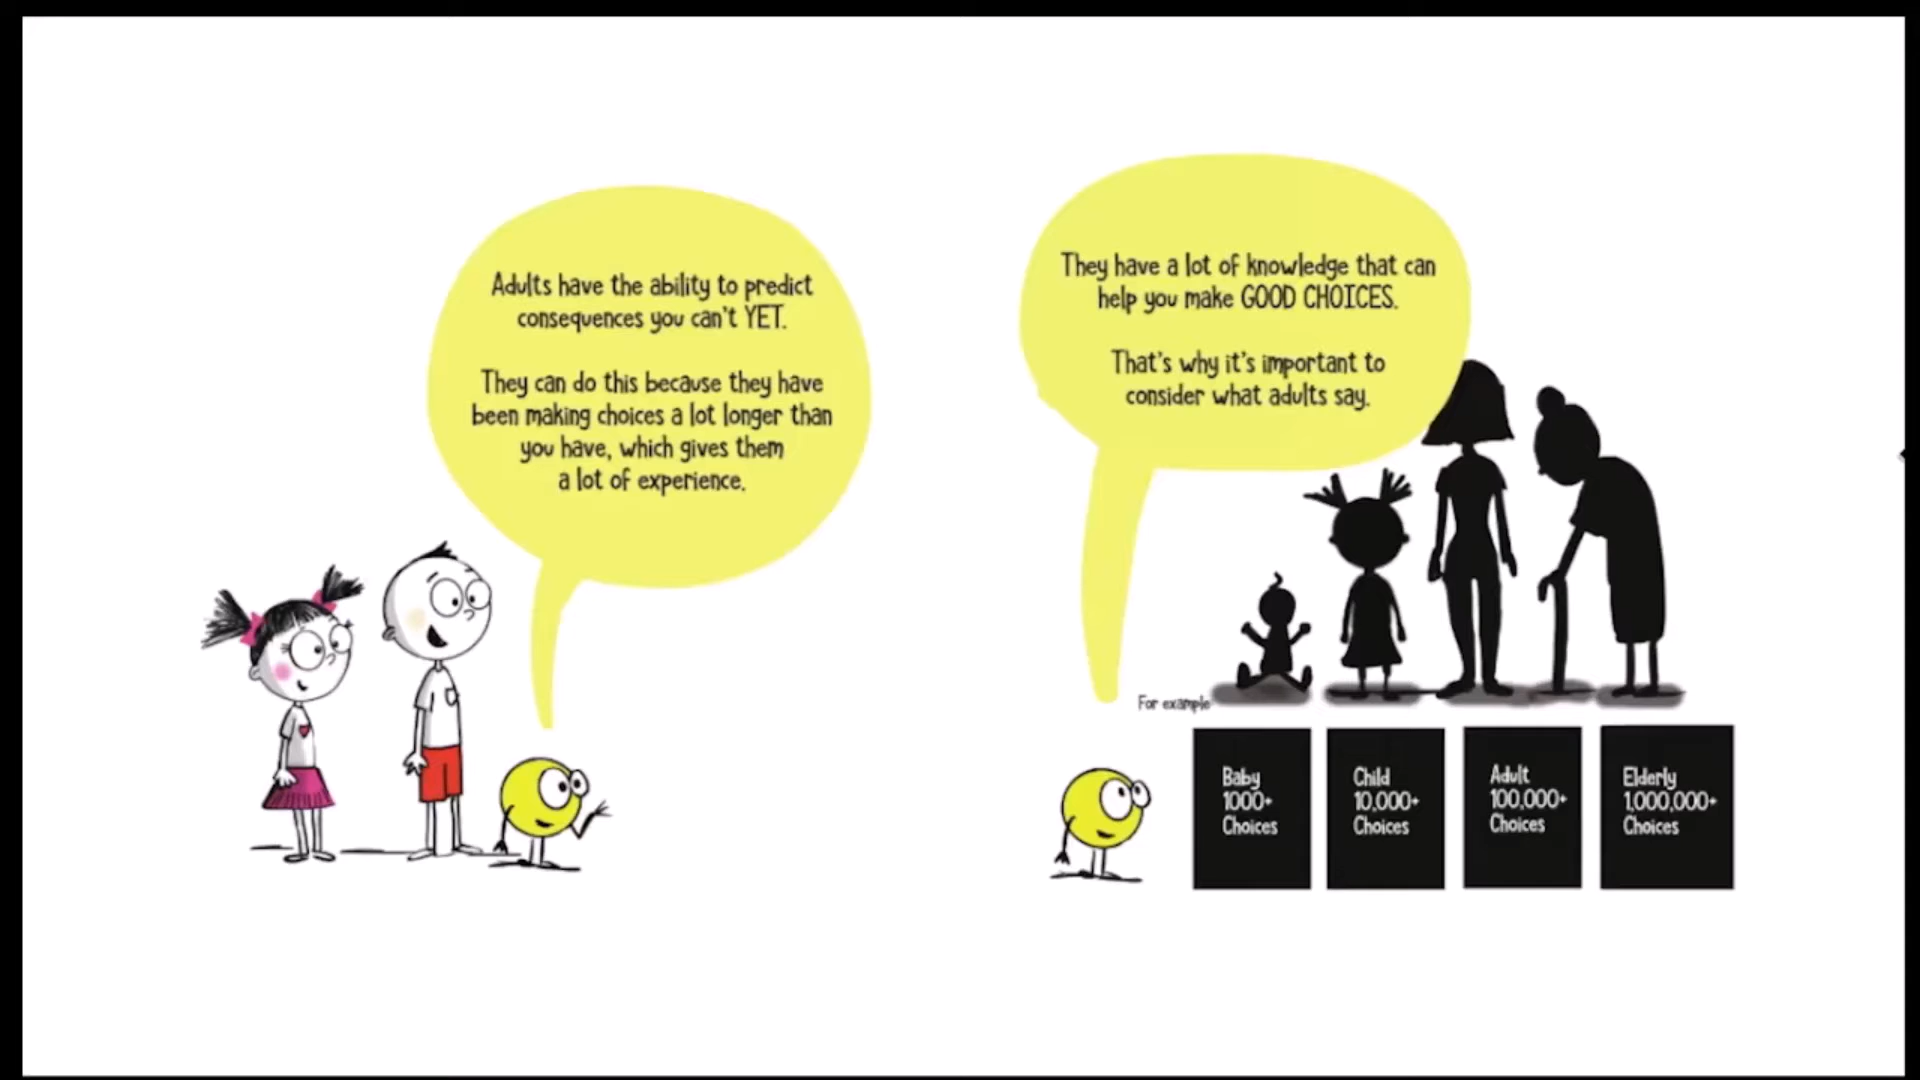 Adults have the ability to predict
consequences you can't YET.
They can do this because they have
been making choices a lot longer than
you have, which gives them
a lot of experience.
They have a lot of knowledge that can
help you make GOOD CHOICES.
That's why it's important to
consider what adults say.
For example
Baby
1000+
Choices
Child
10,000+
Choices
Adult
100,000+
Choices
Elderly
1,000,000+
Choices